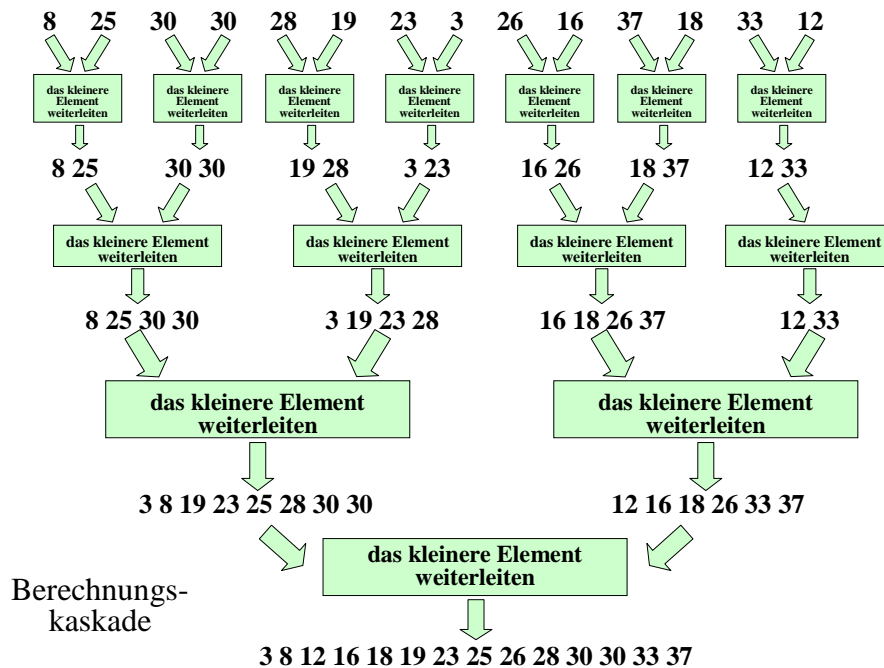 8 25 30 30 28 19 23 3 26 16 37 18 33 12
das kleinere das kleinere das kleinere das kleinere das kleinere das kleinere das kleinere
Element Element Element Element Element Element Element
weiterleiten weiterleiten weiterleiten weiterleiten weiterleiten weiterleiten weiterleiten
8 25 30 30 19 28 3 23 16 26 18 37 12 33
das kleinere Element das kleinere Element das kleinere Element das kleinere Element
weiterleiten weiterleiten weiterleiten weiterleiten
8 25 30 30 3 19 23 28 16 18 26 37 12 33
das kleinere Element das kleinere Element
weiterleiten weiterleiten
3 8 19 23 25 28 30 30 12 16 18 26 33 37
das kleinere Element
weiterleiten
Berechnungs-
kaskade
3 8 12 16 18 19 23 25 26 28 30 30 33 37